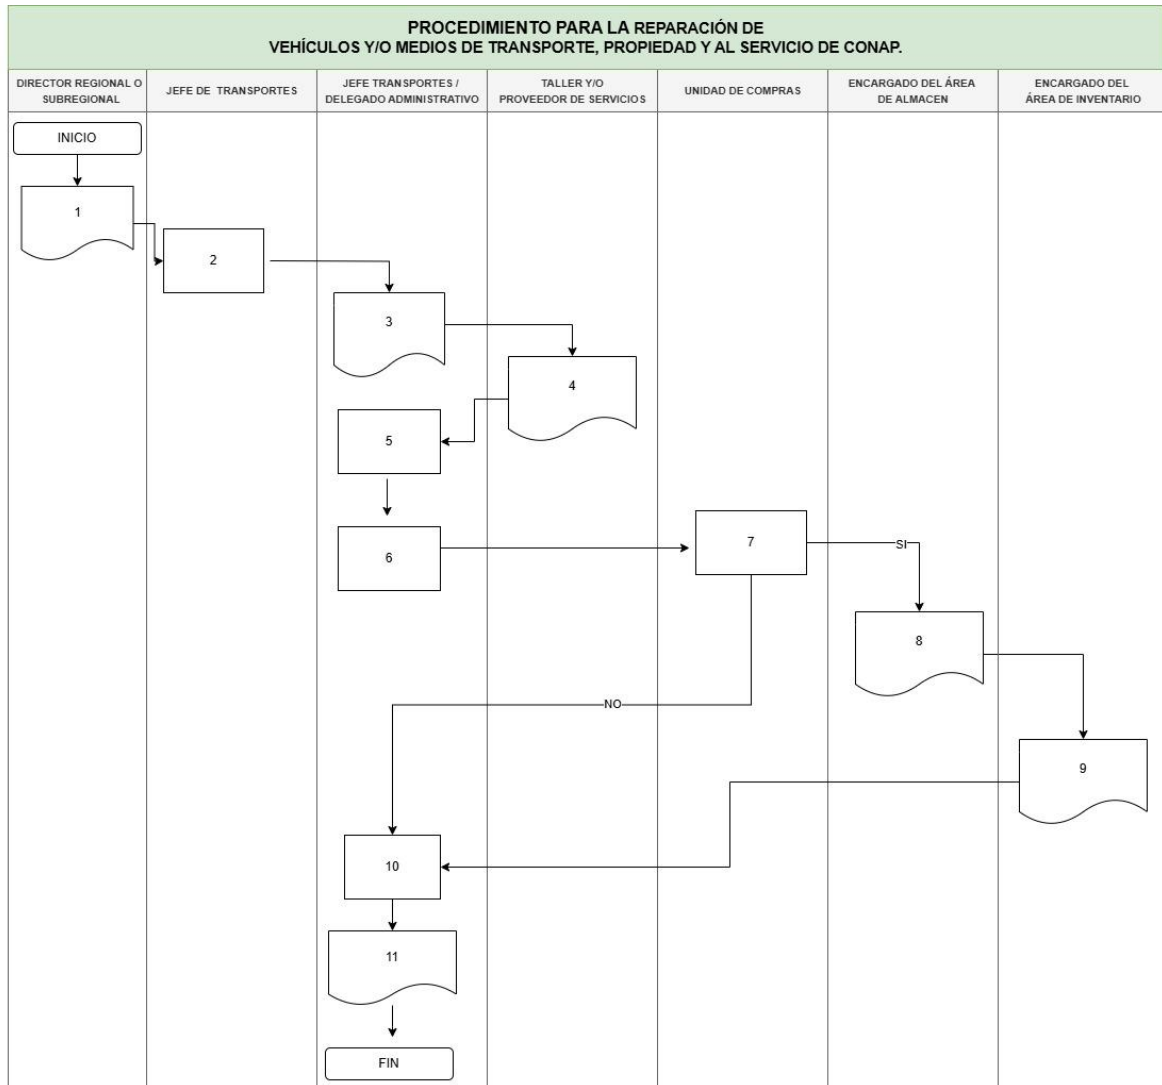 PROCEDIMIENTO PARA LA REPARACIÓN DE
VEHÍCULOS Y/O MEDIOS DE TRANSPORTE, PROPIEDAD Y AL SERVICIO DE CONAP.
DIRECTOR REGIONAL O
SUBREGIONAL
JEFE DE TRANSPORTES
JEFE TRANSPORTES /
DELEGADO ADMINISTRATIVO
TALLER Y/O
PROVEEDOR DE SERVICIOS
UNIDAD DE COMPRAS
ENCARGADO DEL ÁREA
DE ALMACEN
ENCARGADO DEL
ÁREA DE INVENTARIO
INICIO
1
2
3
4
5
6
7
SI
8
NO
9
10
11
FIN